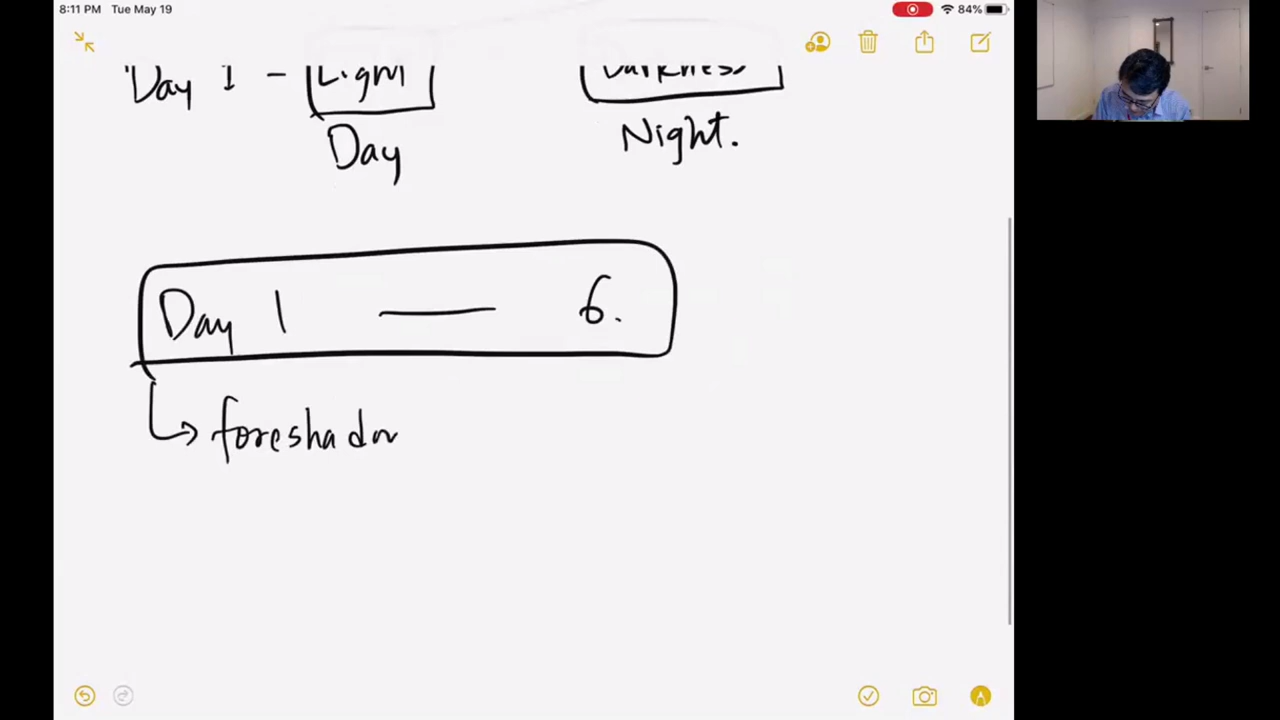 8:11 PM Tue May 19 84%
Day 1 - Light Darkness
Day Night.
Day 1 — 6.
→ foreshadow